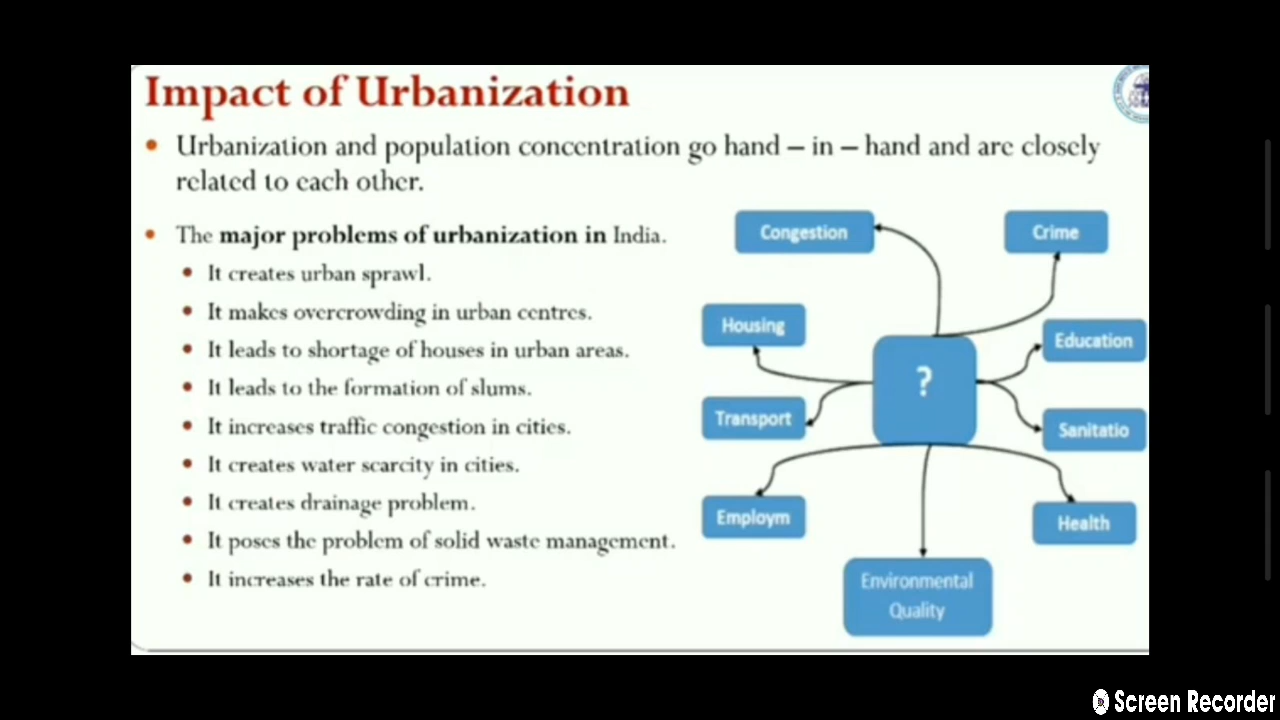 Impact of Urbanization
• Urbanization and population concentration go hand – in – hand and are closely
related to each other.
• The major problems of urbanization in India.
• It creates urban sprawl.
• It makes overcrowding in urban centres.
• It leads to shortage of houses in urban areas.
• It leads to the formation of slums.
• It increases traffic congestion in cities.
• It creates water scarcity in cities.
• It creates drainage problem.
• It poses the problem of solid waste management.
• It increases the rate of crime.
Congestion
Crime
Housing
Education
?
Transport
Sanitatio
Employm
Health
Environmental
Quality
Screen Recorder